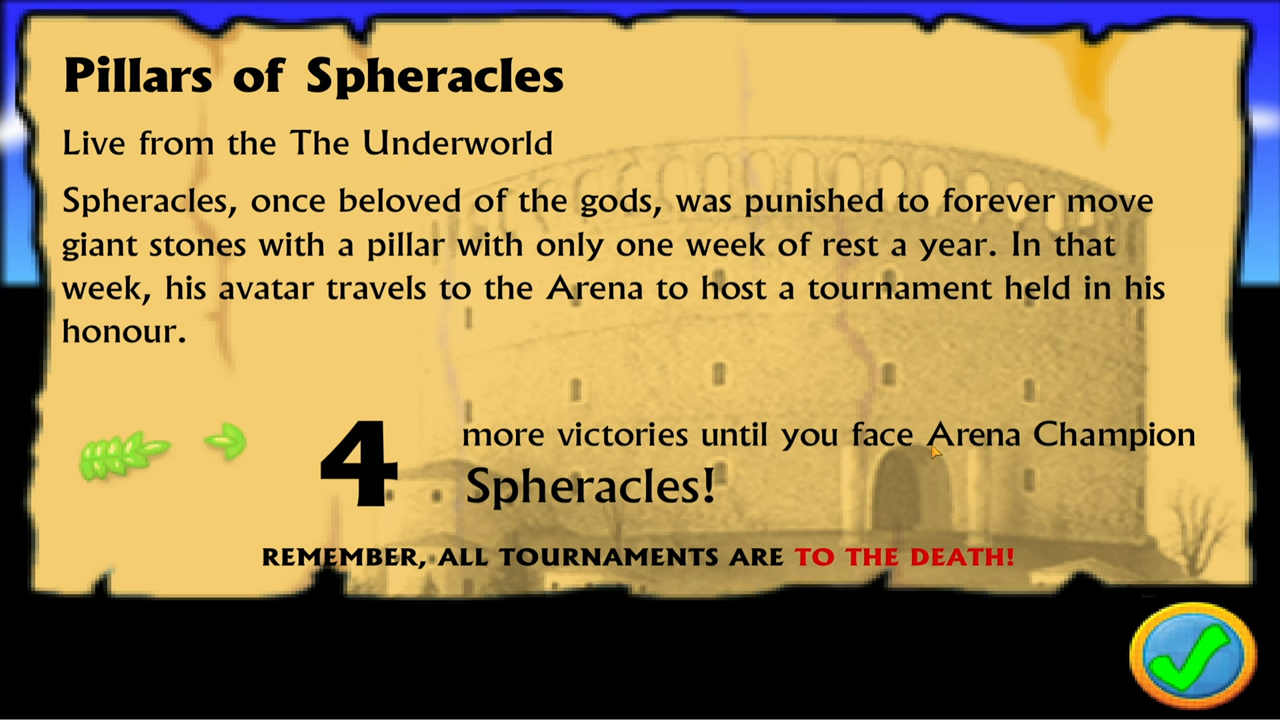 Pillars of Spheracles
Live from the The Underworld
Spheracles, once beloved of the gods, was punished to forever move
giant stones with a pillar with only one week of rest a year. In that
week, his avatar travels to the Arena to host a tournament held in his
honour.
4 more victories until you face Arena Champion
Spheracles!
REMEMBER, ALL TOURNAMENTS ARE TO THE DEATH!